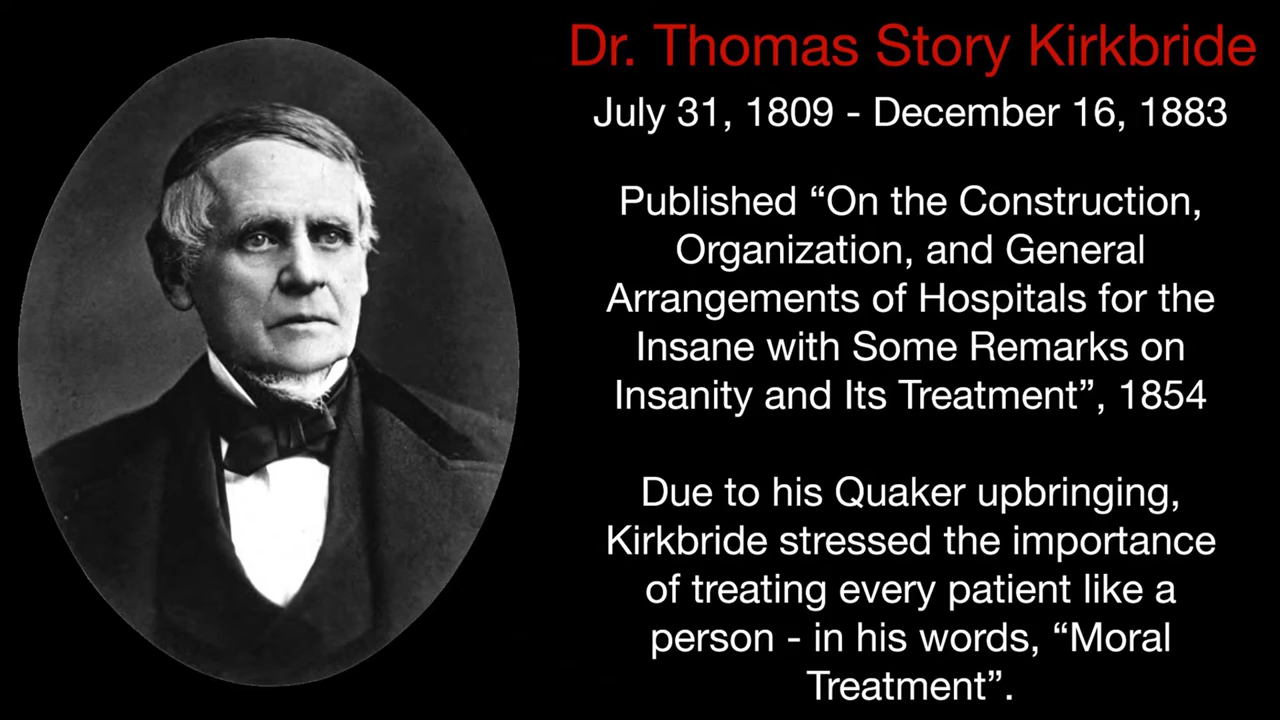 Dr. Thomas Story Kirkbride
July 31, 1809 - December 16, 1883
Published “On the Construction,
Organization, and General
Arrangements of Hospitals for the
Insane with Some Remarks on
Insanity and Its Treatment”, 1854
Due to his Quaker upbringing,
Kirkbride stressed the importance
of treating every patient like a
person - in his words, “Moral
Treatment”.